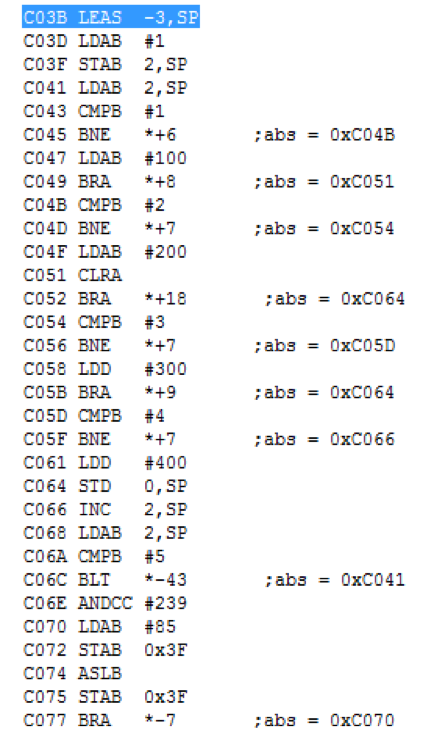 C03B LEAS -3,SP
C03D LDAB #1
C03F STAB 2,SP
C041 LDAB 2,SP
C043 CMPB #1
C045 BNE *+6 ;abs = 0xC04B
C047 LDAB #100
C049 BRA *+8 ;abs = 0xC051
C04B CMPB #2
C04D BNE *+7 ;abs = 0xC054
C04F LDAB #200
C051 CLRA
C052 BRA *+18 ;abs = 0xC064
C054 CMPB #3
C056 BNE *+7 ;abs = 0xC05D
C058 LDD #300
C05B BRA *+9 ;abs = 0xC064
C05D CMPB #4
C05F BNE *+7 ;abs = 0xC066
C061 LDD #400
C064 STD 0,SP
C066 INC 2,SP
C068 LDAB 2,SP
C06A CMPB #5
C06C BLT *-43 ;abs = 0xC041
C06E ANDCC #239
C070 LDAB #85
C072 STAB 0x3F
C074 ASLB
C075 STAB 0x3F
C077 BRA *-7 ;abs = 0xC070